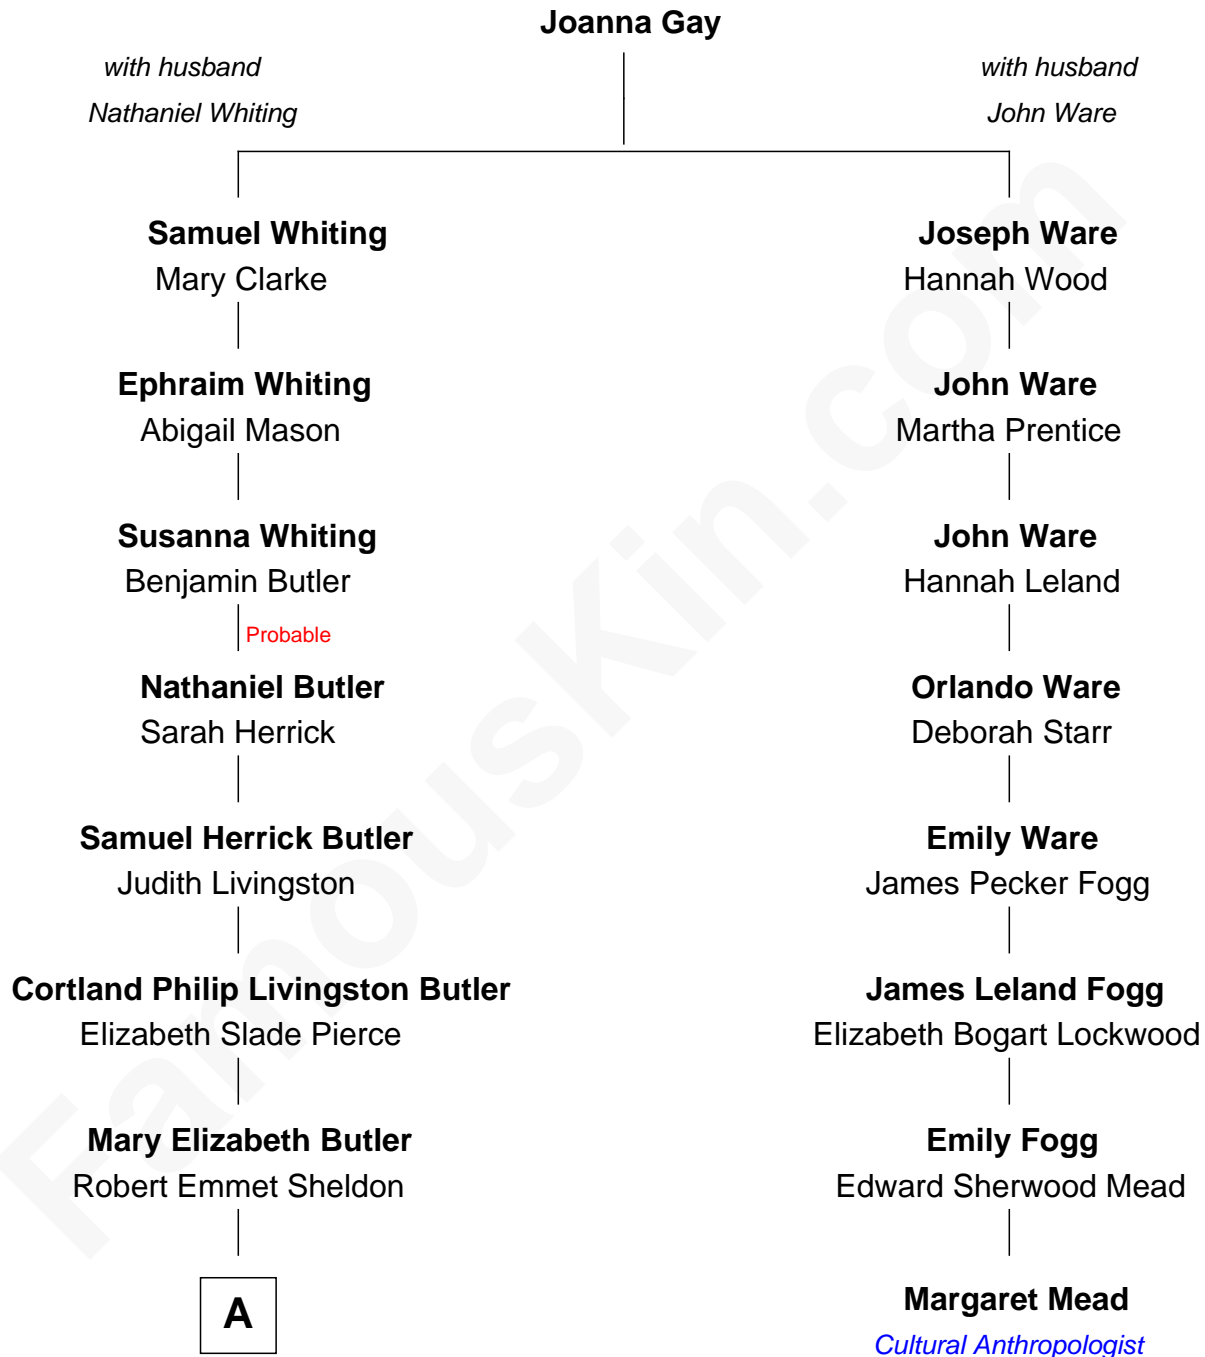 Joanna Gay
with husband
Nathaniel Whiting
with husband
John Ware
Samuel Whiting
Mary Clarke
Joseph Ware
Hannah Wood
Ephraim Whiting
Abigail Mason
John Ware
Martha Prentice
Susanna Whiting
Benjamin Butler
John Ware
Hannah Leland
Probable
Nathaniel Butler
Sarah Herrick
Orlando Ware
Deborah Starr
Samuel Herrick Butler
Judith Livingston
Emily Ware
James Pecker Fogg
Cortland Philip Livingston Butler
Elizabeth Slade Pierce
James Leland Fogg
Elizabeth Bogart Lockwood
Mary Elizabeth Butler
Robert Emmet Sheldon
Emily Fogg
Edward Sherwood Mead
A
Margaret Mead
Cultural Anthropologist
FamousKin.com